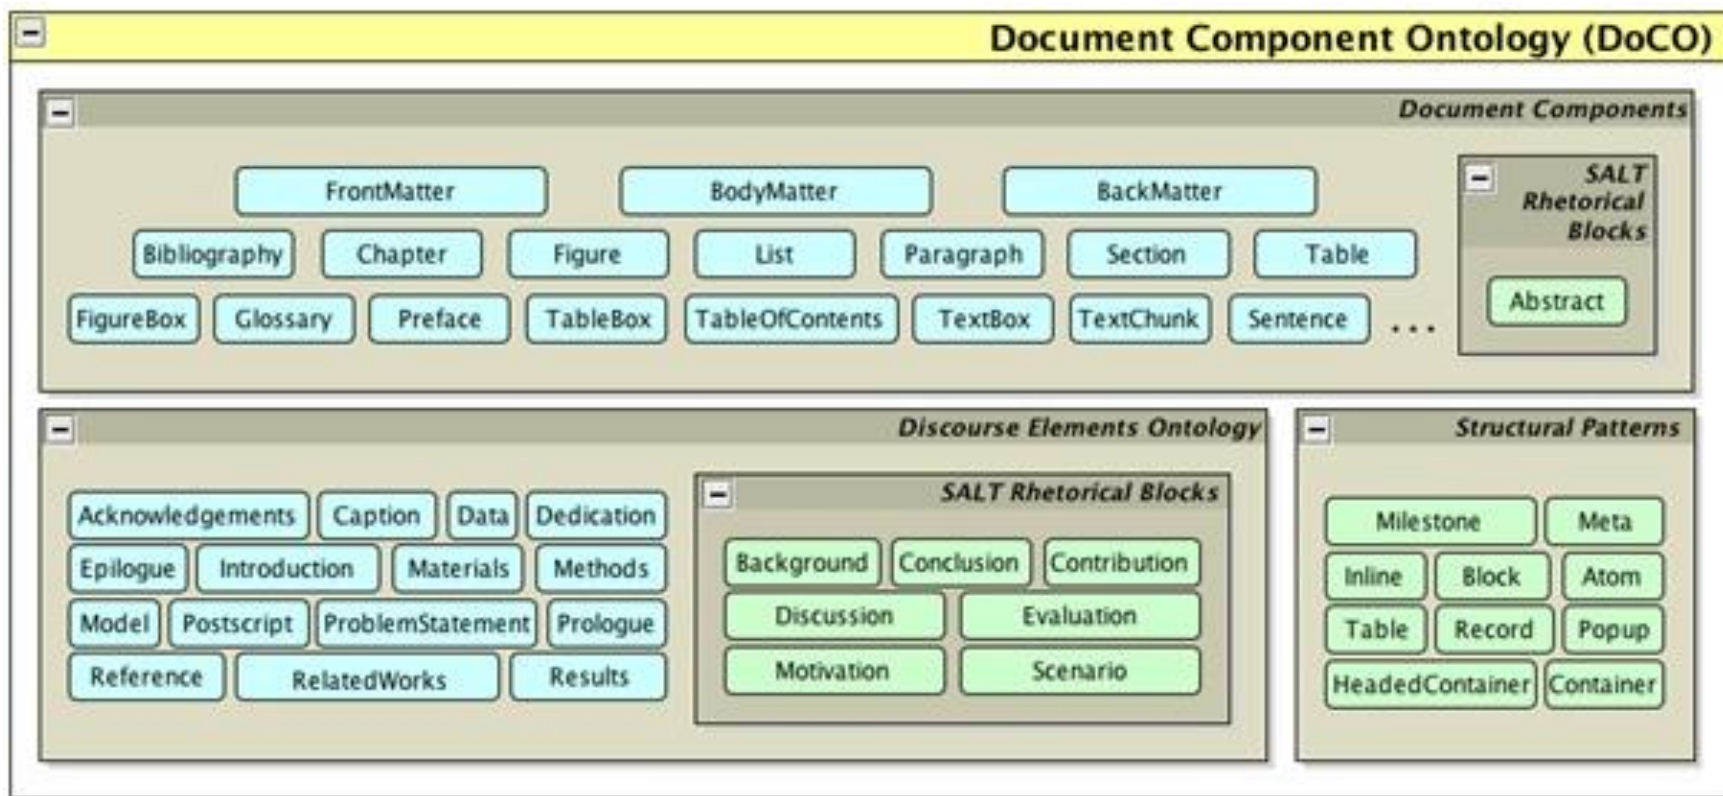 Document Component Ontology (DoCO)
Document Components
FrontMatter BodyMatter BackMatter
Bibliography Chapter Figure List Paragraph Section Table
FigureBox Glossary Preface TableBox TableOfContents TextBox TextChunk Sentence ...
SALT
Rhetorical
Blocks
Abstract
Discourse Elements Ontology
Acknowledgements Caption Data Dedication
Epilogue Introduction Materials Methods
Model Postscript ProblemStatement Prologue
Reference RelatedWorks Results
SALT Rhetorical Blocks
Background Conclusion Contribution
Discussion Evaluation
Motivation Scenario
Structural Patterns
Milestone Meta
Inline Block Atom
Table Record Popup
HeadedContainer Container